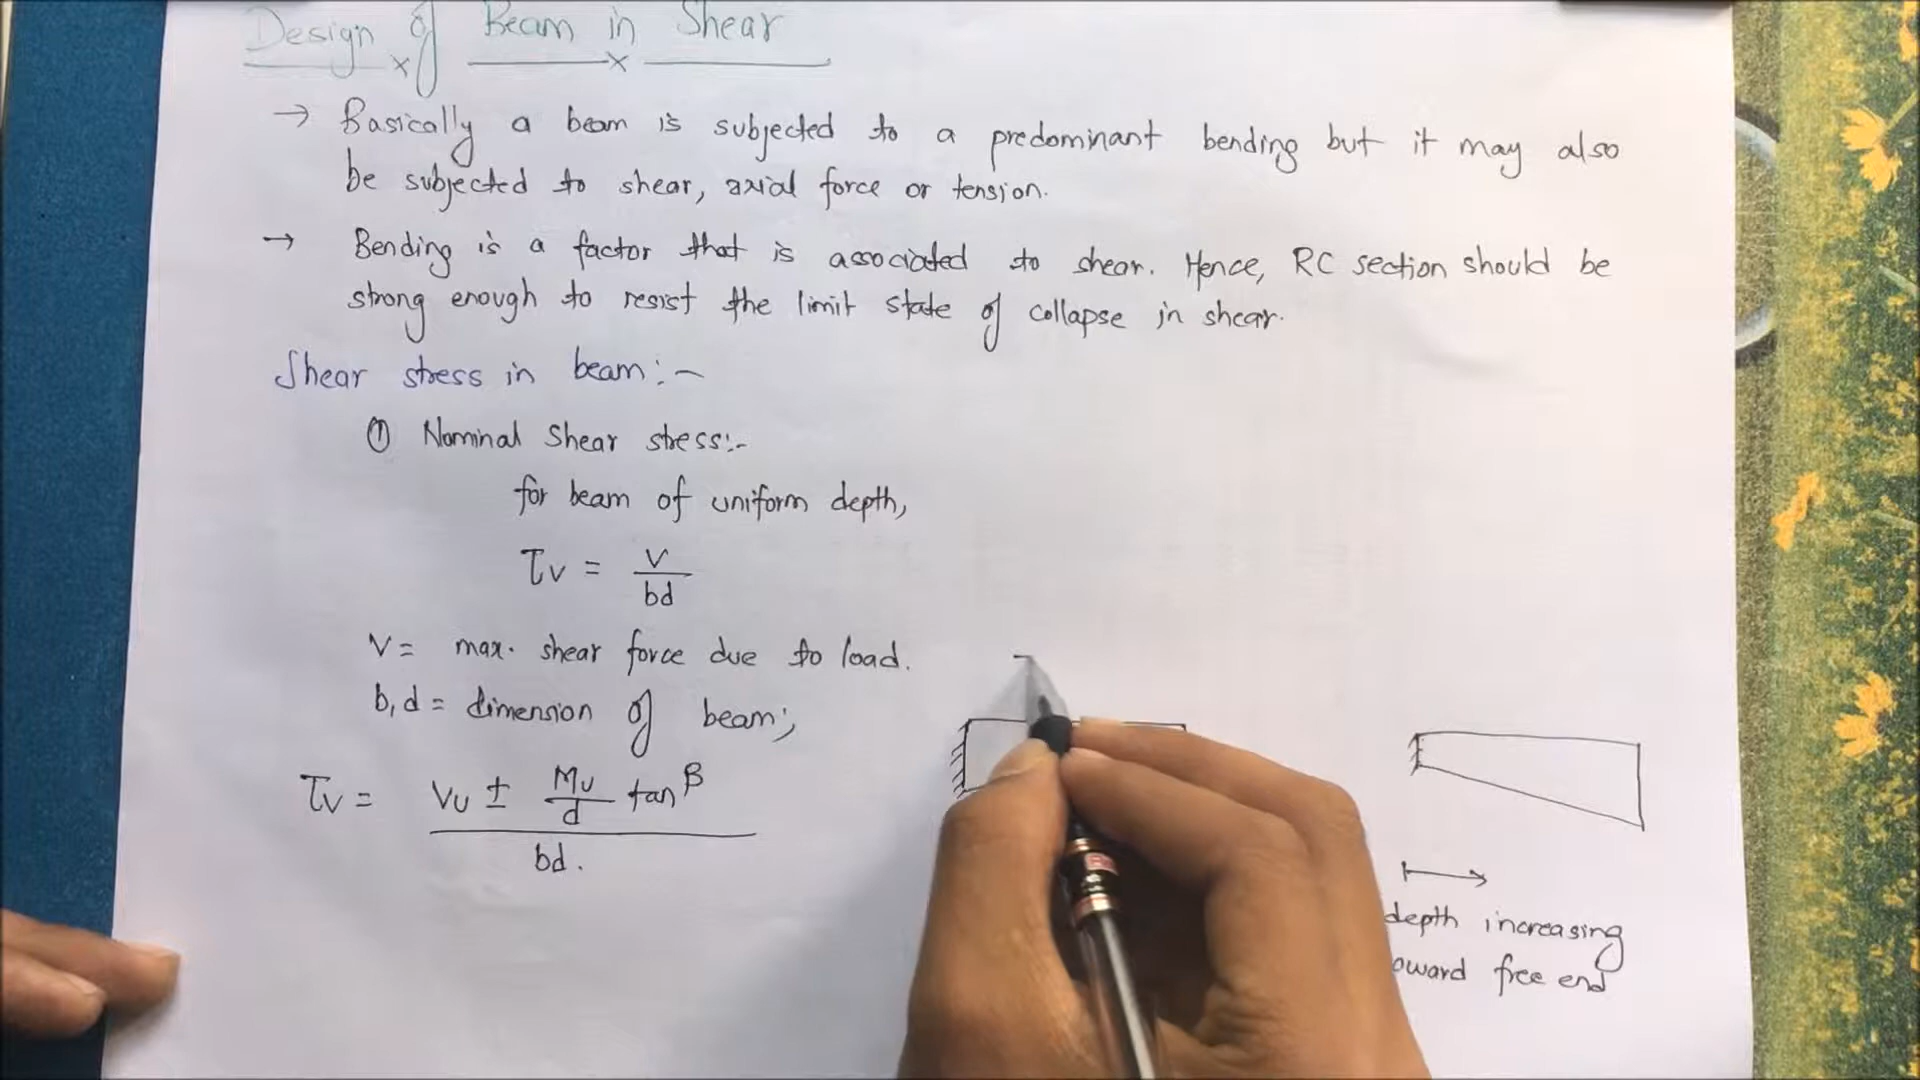 Design of Beam in Shear
→ Basically a beam is subjected to a predominant bending but it may also
be subjected to shear, axial force or tension.
→ Bending is a factor that is associated to shear. Hence, RC section should be
strong enough to resist the limit state of collapse in shear.
Shear stress in beam:-
① Nominal Shear stress:-
for beam of uniform depth,
τv = V/bd
V = max. shear force due to load.
b, d = dimension of beam;
τv = (Vu ± Mu/d tan β)/bd.
depth increasing
oward free end